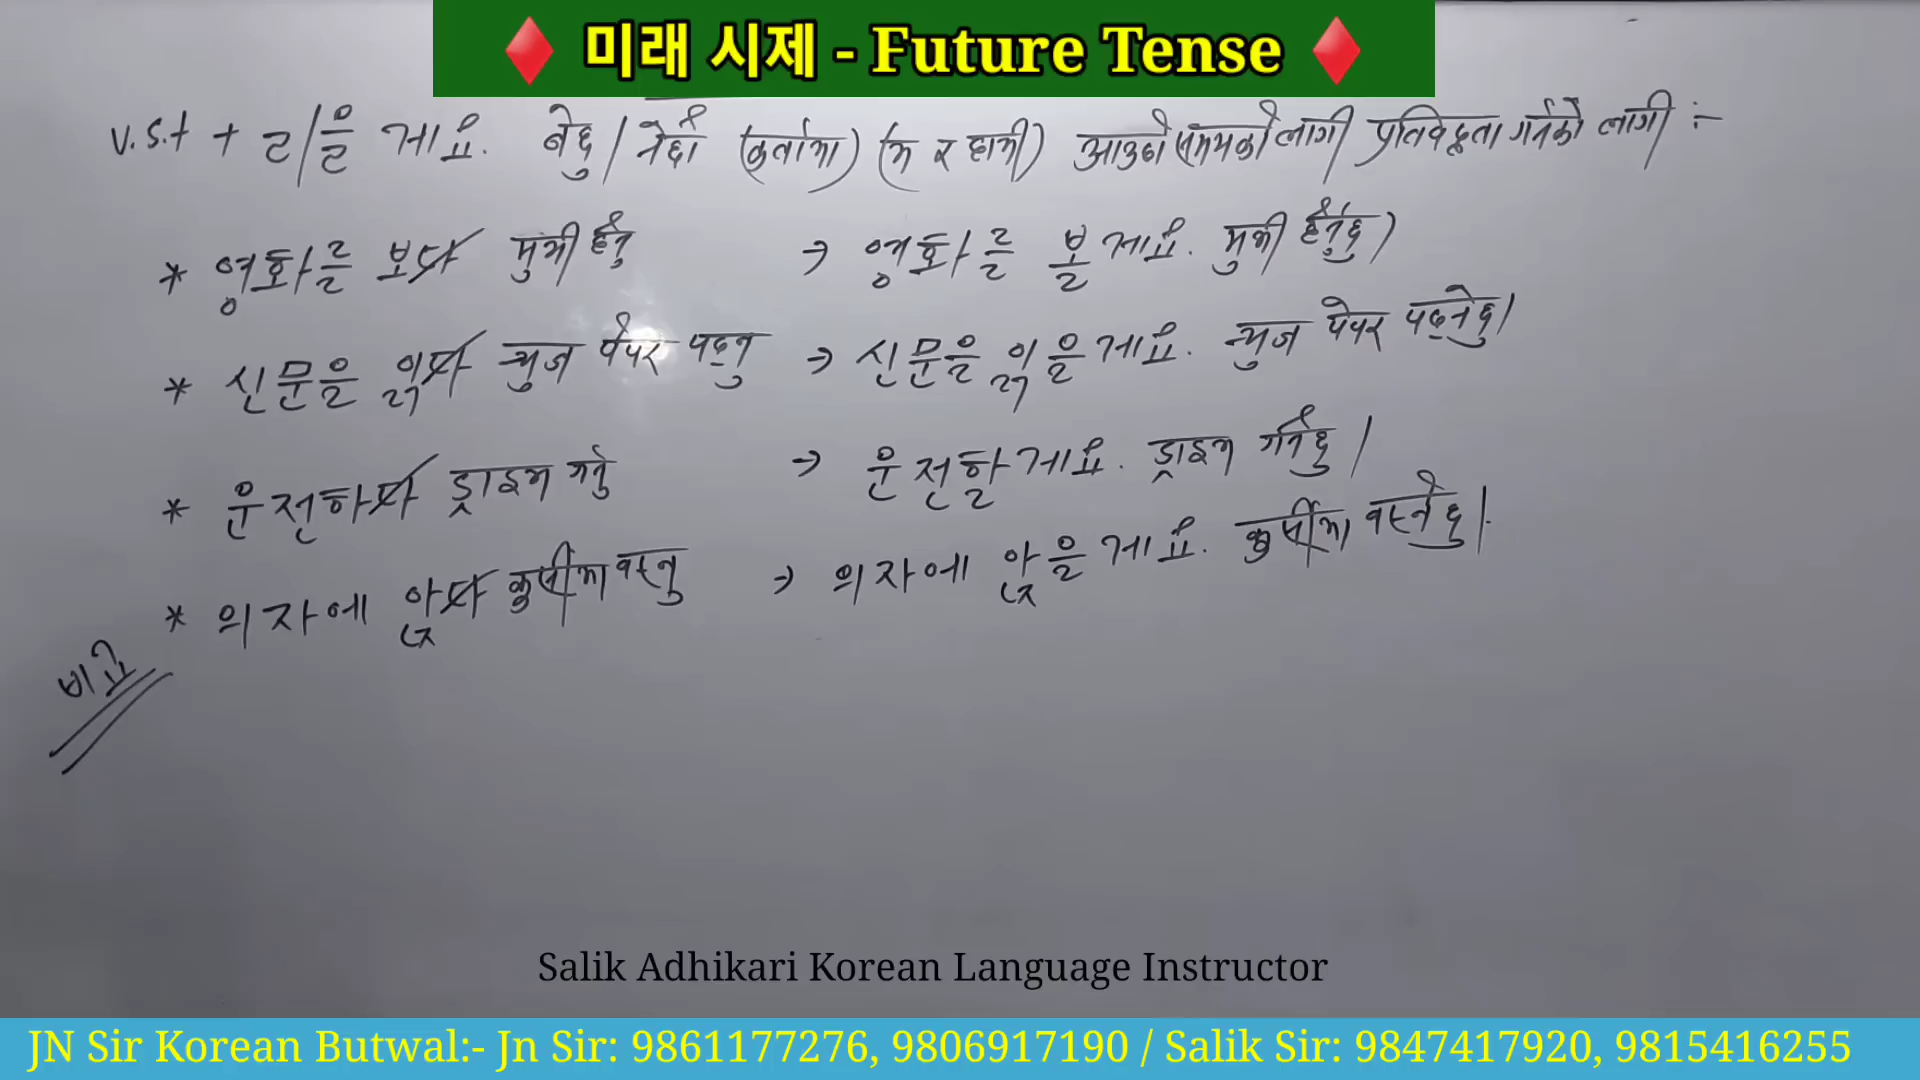 ♦ 미래 시제 - Future Tense ♦
v.s.t + ㄹ/을 게요. नेछु / नेछौं (कर्तामा) (म र हामी) आउदो समयको लागी प्रतिवद्धता गर्नको लागी :-
* 영화를 보다 मुभी हेर्नु → 영화를 볼게요. मुभी हेर्नेछु)
* 신문을 읽다 न्युज पेपर पढ्नु → 신문을 읽을게요. न्युज पेपर पढ्नेछु।
* 운전하다 ड्राइभ गर्नु → 운전할게요. ड्राइभ गर्नेछु।
* 의자에 앉다 कुर्सीमा बस्नु → 의자에 앉을게요. कुर्सीमा बस्नेछु।
비고
Salik Adhikari Korean Language Instructor
JN Sir Korean Butwal:- Jn Sir: 9861177276, 9806917190 / Salik Sir: 9847417920, 9815416255